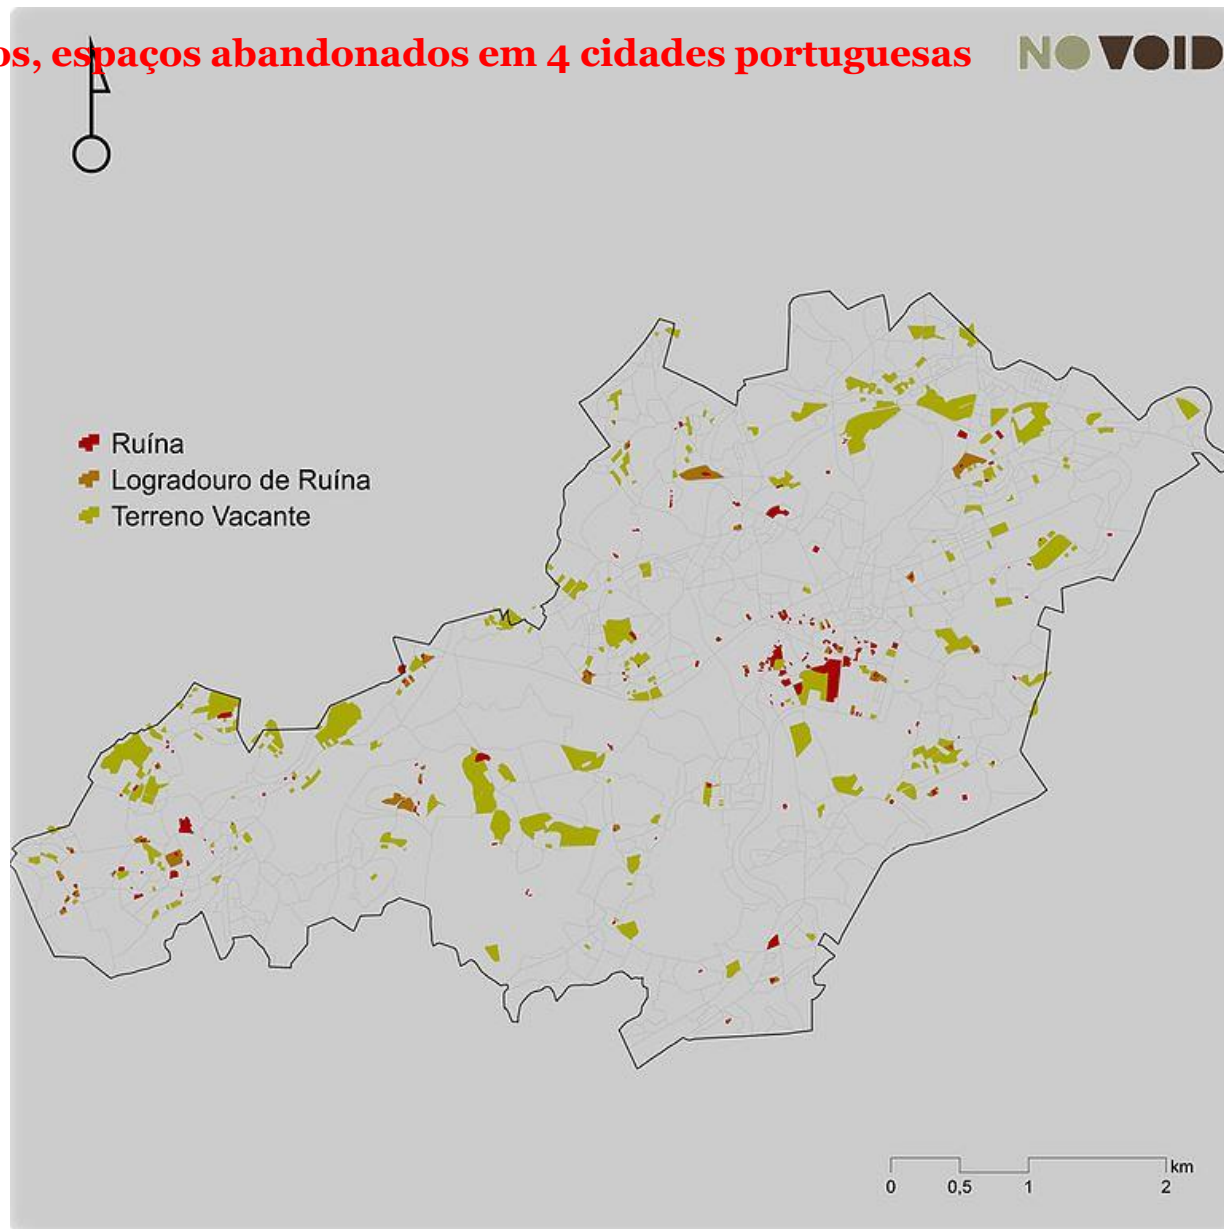 os, espaços abandonados em 4 cidades portuguesas
NO VOID
Ruína
Logradouro de Ruína
Terreno Vacante
km
0 0,5 1 2